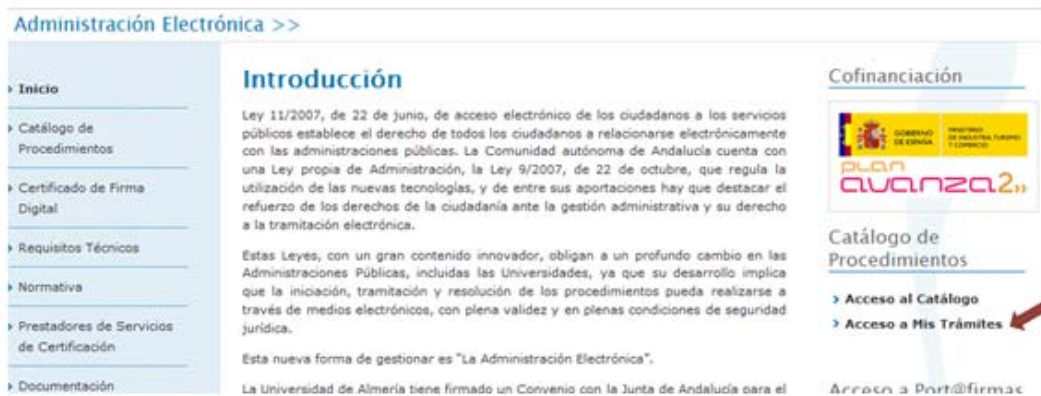 Administración Electrónica >>
Inicio
Catálogo de
Procedimientos
Certificado de Firma
Digital
Requisitos Técnicos
Normativa
Prestadores de Servicios
de Certificación
Documentación
Introducción
Ley 11/2007, de 22 de junio, de acceso electrónico de los ciudadanos a los servicios
públicos establece el derecho de todos los ciudadanos a relacionarse electrónicamente
con las administraciones públicas. La Comunidad autónoma de Andalucía cuenta con
una Ley propia de Administración, la Ley 9/2007, de 22 de octubre, que regula la
utilización de las nuevas tecnologías, y de entre sus aportaciones hay que destacar el
refuerzo de los derechos de la ciudadanía ante la gestión administrativa y su derecho
a la tramitación electrónica.
Estas Leyes, con un gran contenido innovador, obligan a un profundo cambio en las
Administraciones Públicas, incluidas las Universidades, ya que su desarrollo implica
que la iniciación, tramitación y resolución de los procedimientos pueda realizarse a
través de medios electrónicos, con plena validez y en plenas condiciones de seguridad
jurídica.
Esta nueva forma de gestionar es "La Administración Electrónica".
La Universidad de Almería tiene firmado un Convenio con la Junta de Andalucía para el
Cofinanciación
GOBIERNO
DE ESPAÑA
MINISTERIO
DE INDUSTRIA, TURISMO
Y COMERCIO
PLAN
avanza2»
Catálogo de
Procedimientos
Acceso al Catálogo
Acceso a Mis Trámites
Acceso a Port@firmas